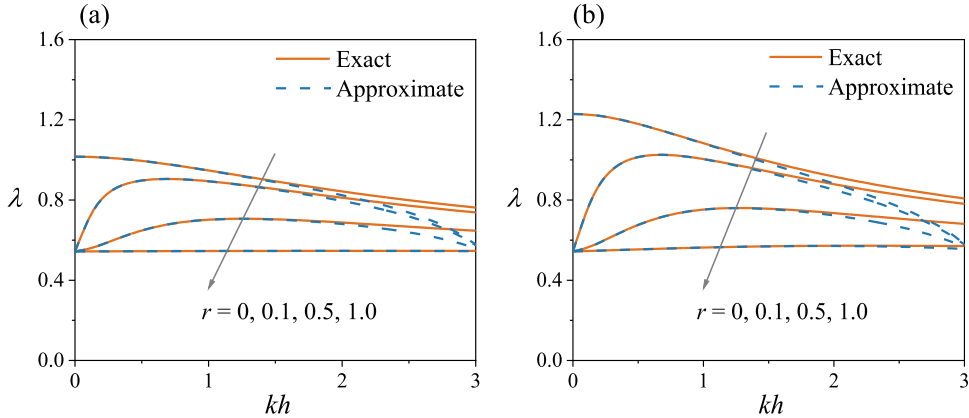 (a)
1.6
1.2
0.8
0.4
0.0
λ
Exact
Approximate
r = 0, 0.1, 0.5, 1.0
0
1
2
3
kh
(b)
1.6
1.2
0.8
0.4
0.0
λ
Exact
Approximate
r = 0, 0.1, 0.5, 1.0
0
1
2
3
kh